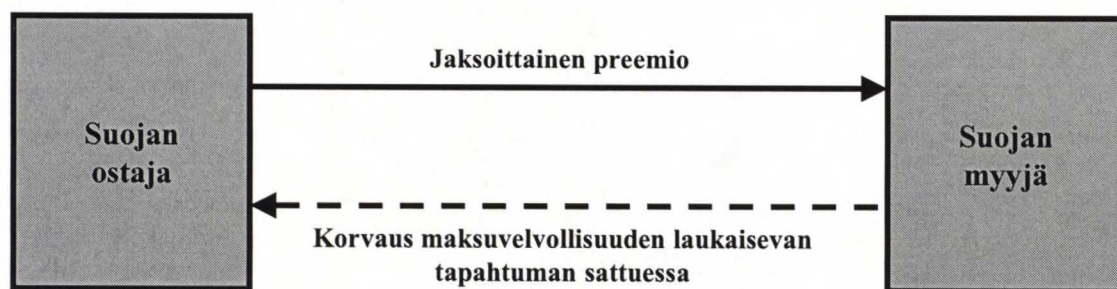 Jaksoittainen preemio
Suojan
ostaja
Suojan
myyjä
Korvaus maksuvelvollisuuden laukaisevan
tapahtuman sattuessa